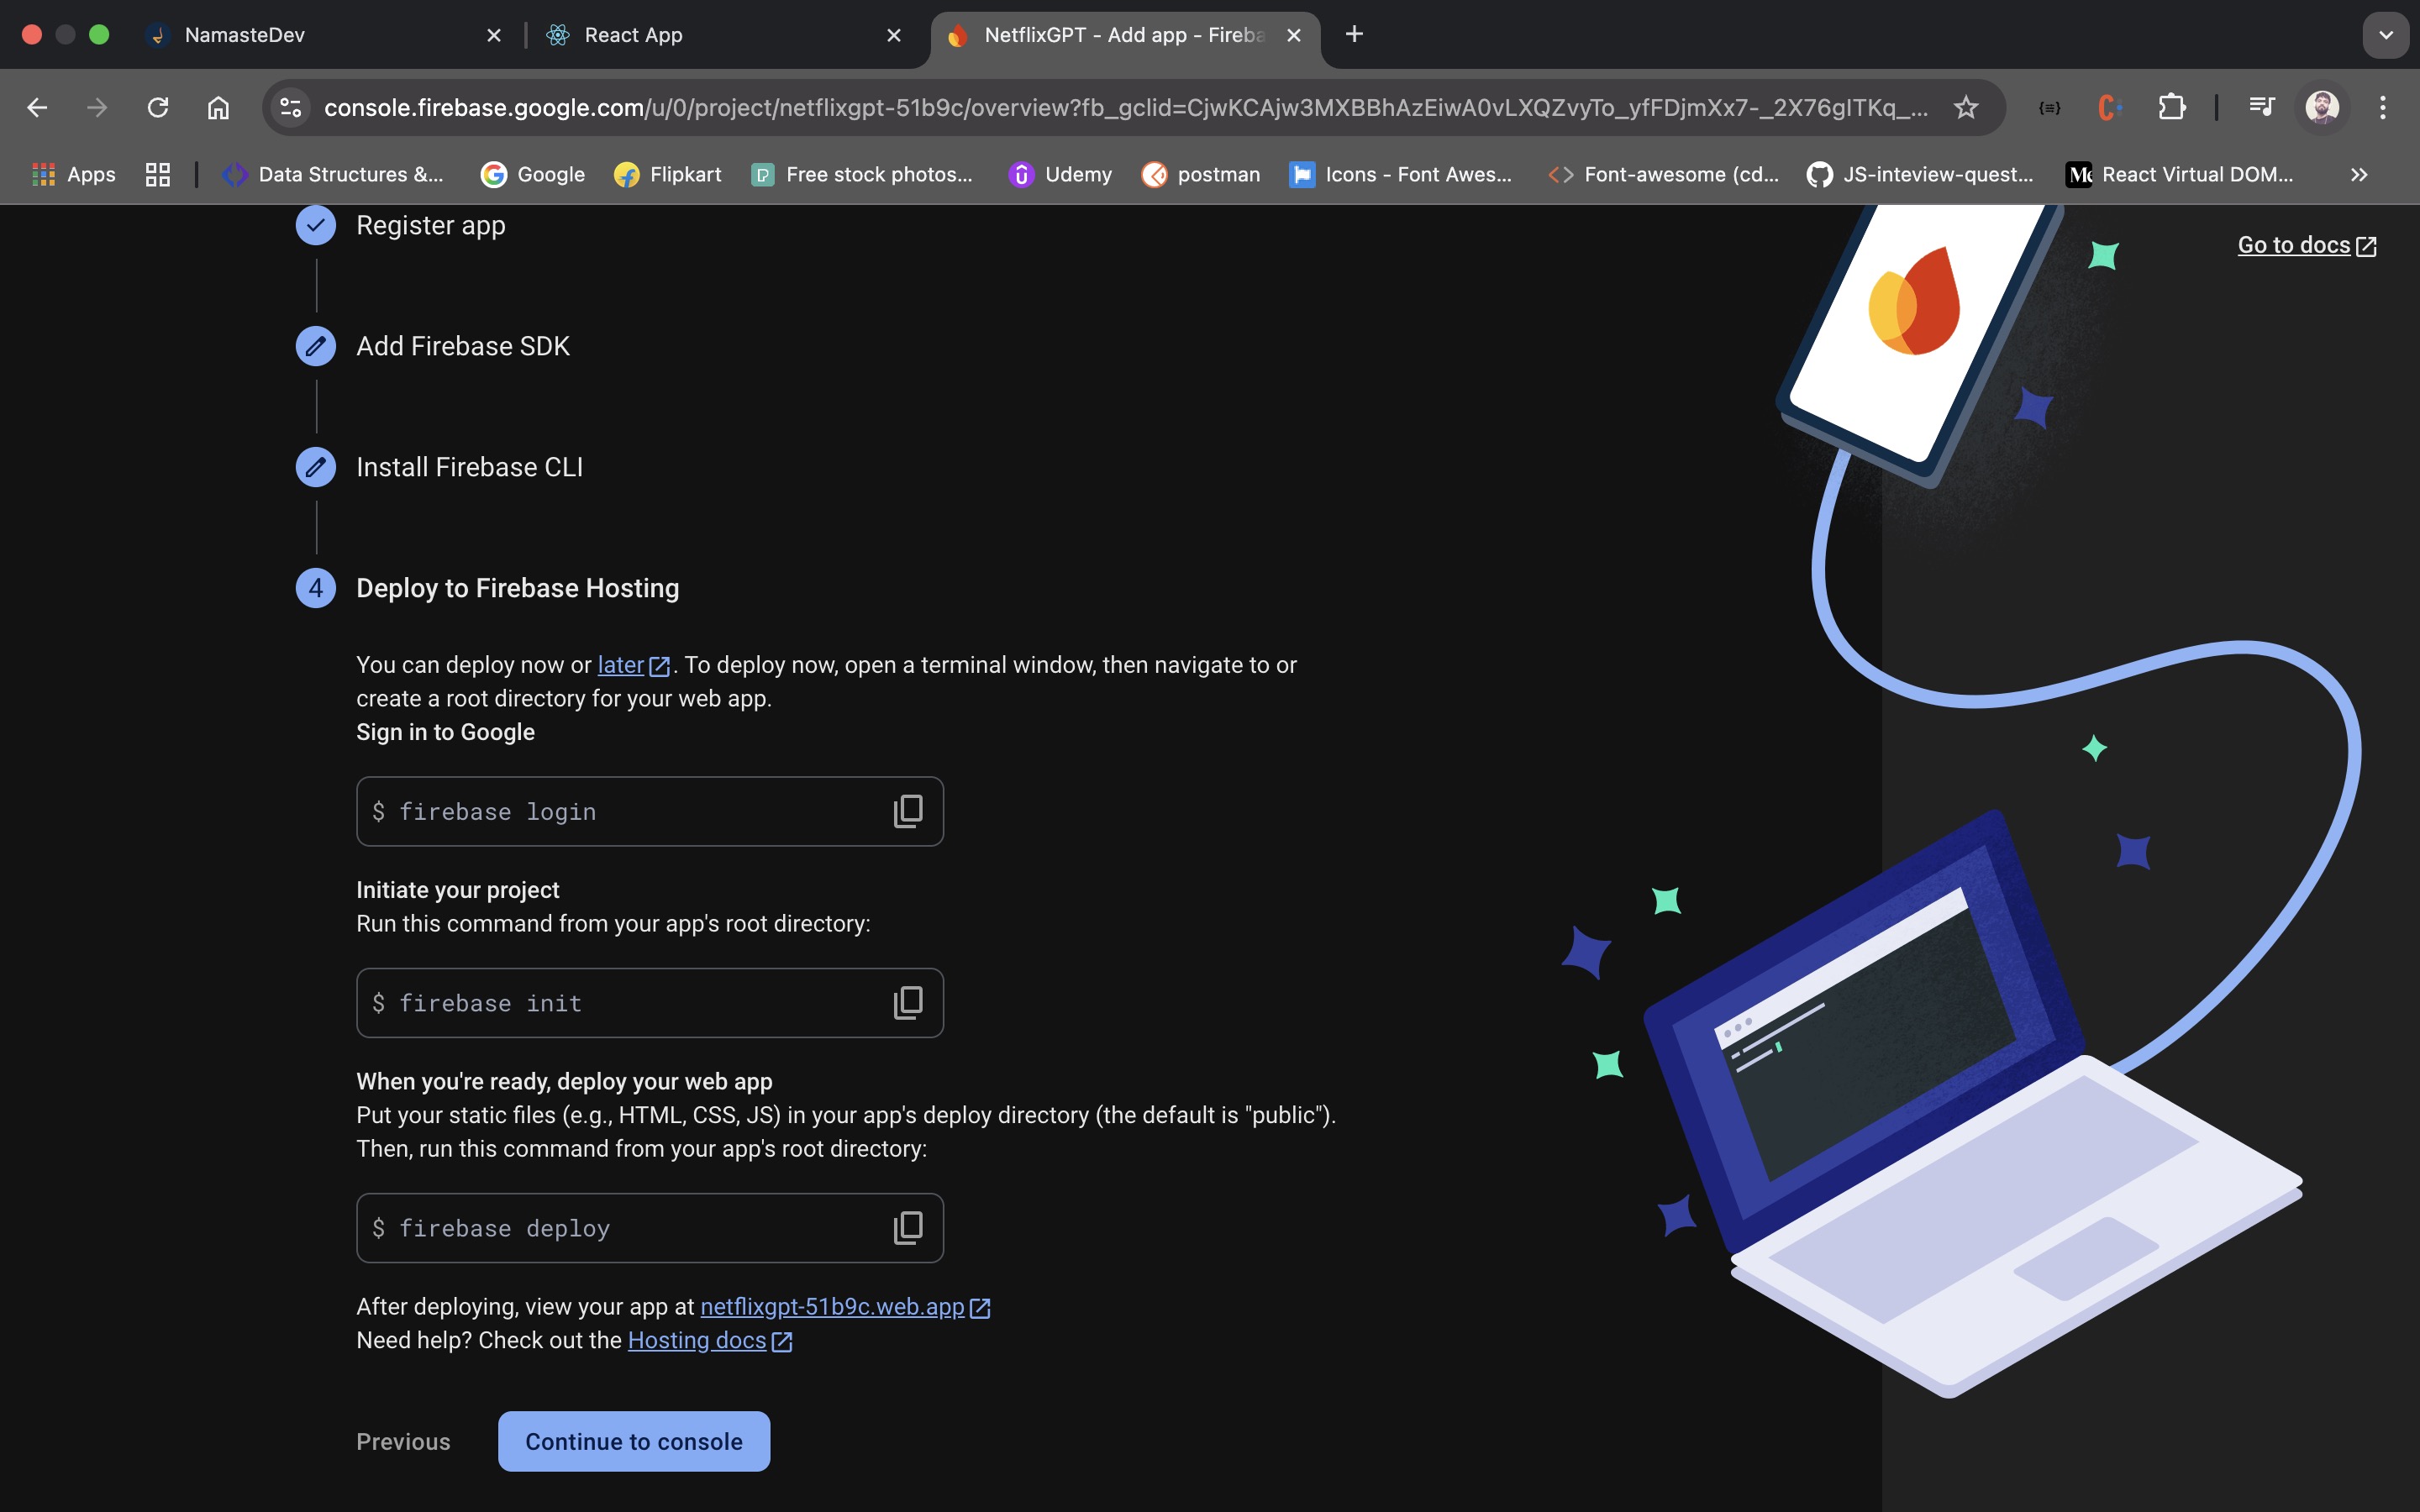 NamasteDev
React App
NetflixGPT - Add app - Fireba
console.firebase.google.com/u/0/project/netflixgpt-51b9c/overview?fb_gclid=CjwKCAjw3MXBBhAzEiwA0vLXQZvyTo_yfFDjmXx7-_2X76gITKq_...
Apps
Data Structures &...
Google
Flipkart
Free stock photos...
Udemy
postman
Icons - Font Awes...
Font-awesome (cd...
JS-inteview-quest...
React Virtual DOM...
Register app
Go to docs
Add Firebase SDK
Install Firebase CLI
4 Deploy to Firebase Hosting
You can deploy now or later. To deploy now, open a terminal window, then navigate to or
create a root directory for your web app.
Sign in to Google
$ firebase login
Initiate your project
Run this command from your app's root directory:
$ firebase init
When you're ready, deploy your web app
Put your static files (e.g., HTML, CSS, JS) in your app's deploy directory (the default is "public").
Then, run this command from your app's root directory:
$ firebase deploy
After deploying, view your app at netflixgpt-51b9c.web.app
Need help? Check out the Hosting docs
Previous
Continue to console